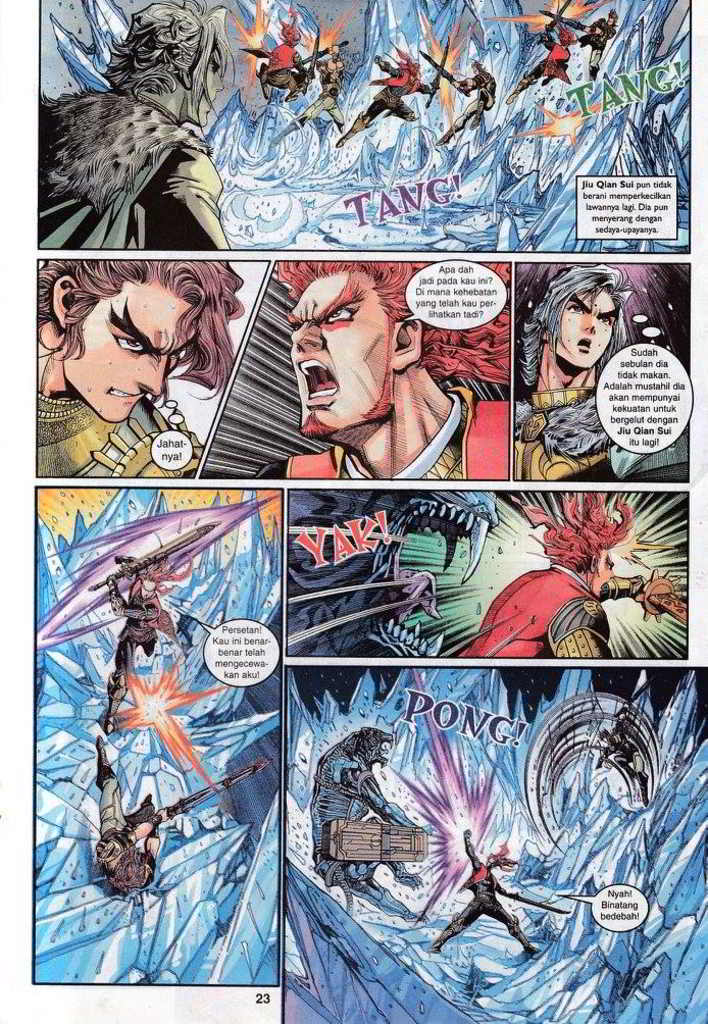 TANG!
TANG!
Jiu Qian Sui pun tidak
berani memperkecilkan
lawannya lagi. Dia pun
menyerang dengan
sedaya-upayanya.
Jahat-
nya!
Apa dah
jadi pada kau ini?
Di mana kehebatan
yang telah kau per-
lihatkan tadi?
Sudah
sebulan dia
tidak makan.
Adalah mustahil dia
akan mempunyai
kekuatan untuk
bergelut dengan
Jiu Qian Sui
itu lagi!
Persetan!
Kau ini benar-
benar telah
mengecewa-
kan aku!
YAK!
PONG!
Nyah!
Binatang
bedebah!
23